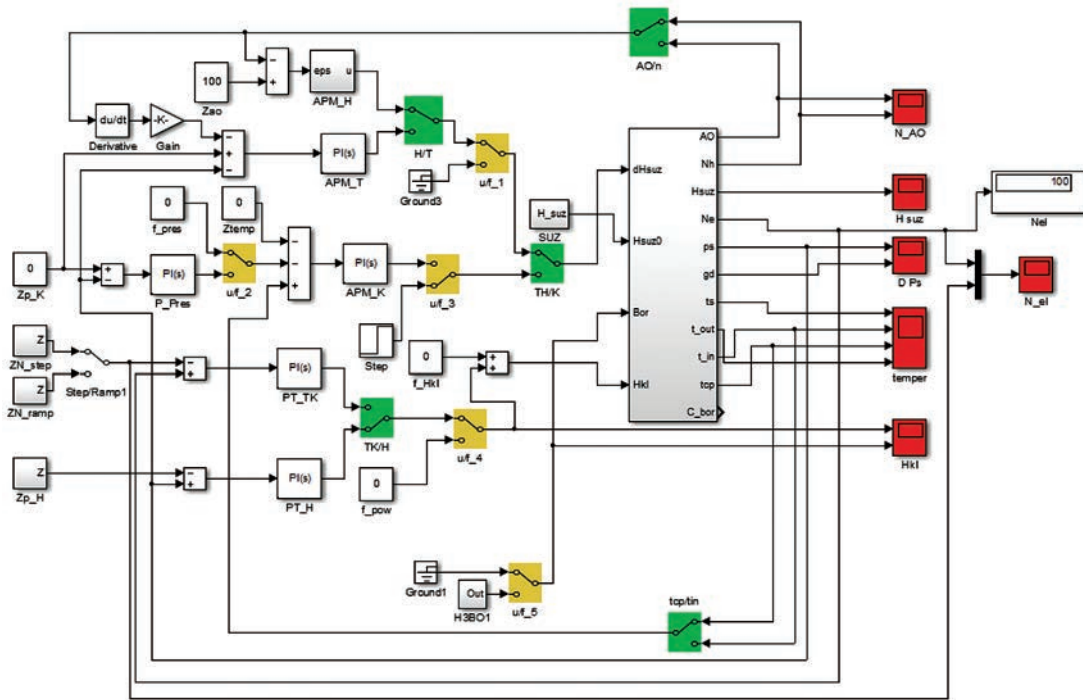 AO/n
100
Zao
eps
u
APM_H
du/dt
Derivative
-K-
Gain
PI(s)
APM_T
H/T
Ground3
u/f_1
0
f_pres
0
Ztemp
H_suz
SUZ
0
Zp_K
PI(s)
P_Pres
u/f_2
PI(s)
APM_K
u/f_3
TH/K
Step
dHsuz
Hsuz0
Bor
Hkl
AO
Nh
Hsuz
Ne
ps
gd
ts
t_out
t_in
tcp
C_bor
N_AO
H suz
100
Nel
D Ps
N_el
temper
Hkl
Z
ZN_step
Z
ZN_ramp
Step/Ramp1
PI(s)
PT_TK
0
f_Hkl
TK/H
u/f_4
Z
Zp_H
PI(s)
PT_H
0
f_pow
Ground1
Out
H3BO1
u/f_5
tcp/tin